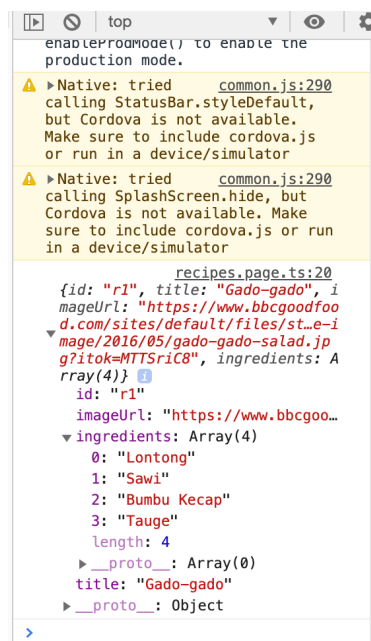 top
enableProdMode() to enable the
production mode.
Native: tried common.js:290
calling StatusBar.styleDefault,
but Cordova is not available.
Make sure to include cordova.js
or run in a device/simulator
Native: tried common.js:290
calling SplashScreen.hide, but
Cordova is not available. Make
sure to include cordova.js or run
in a device/simulator
recipes.page.ts:20
{id: "r1", title: "Gado-gado", i
mageUrl: "https://www.bbcgoodfoo
d.com/sites/default/files/st…e-i
mage/2016/05/gado-gado-salad.jp
g?itok=MTTSriC8", ingredients: A
rray(4)} i
id: "r1"
imageUrl: "https://www.bbcgoo…
ingredients: Array(4)
0: "Lontong"
1: "Sawi"
2: "Bumbu Kecap"
3: "Tauge"
length: 4
__proto__: Array(0)
title: "Gado-gado"
__proto__: Object